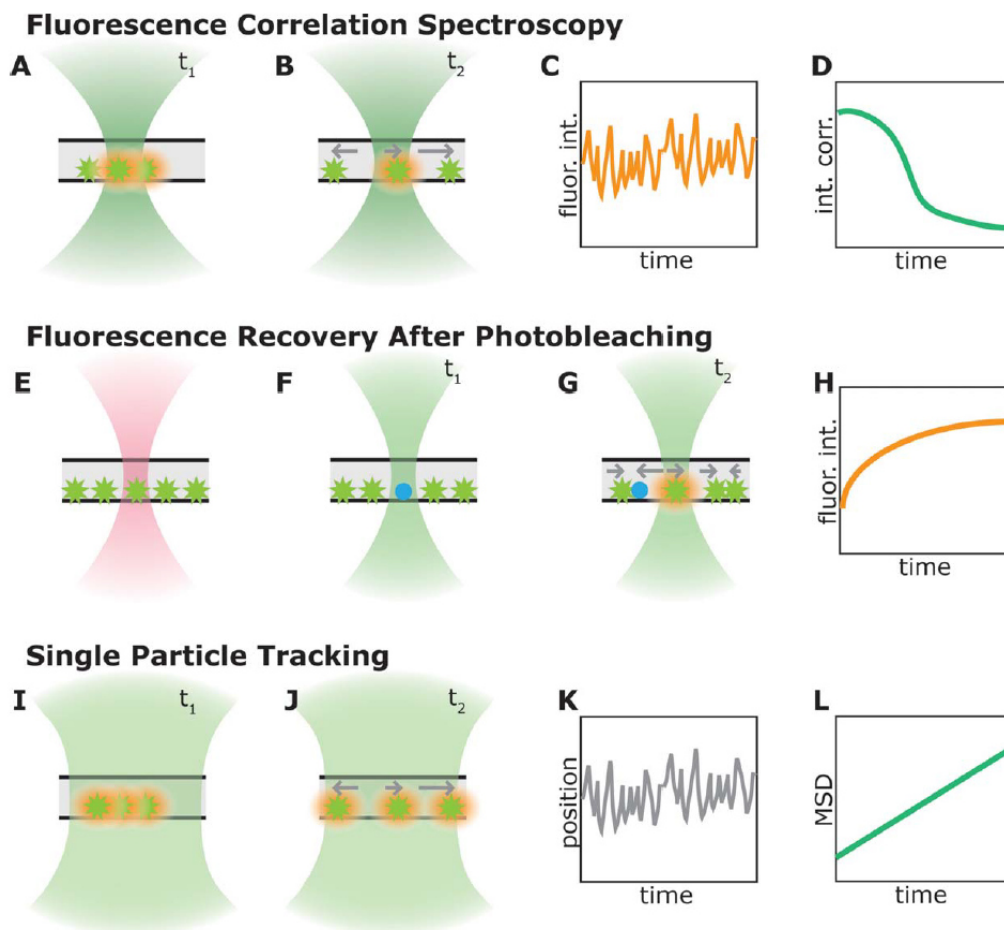 Fluorescence Correlation Spectroscopy
A
t1
B
t2
C
fluor. int.
time
D
int. corr.
time
Fluorescence Recovery After Photobleaching
E
F
t1
G
t2
H
fluor. int.
time
Single Particle Tracking
I
t1
J
t2
K
position
time
L
MSD
time